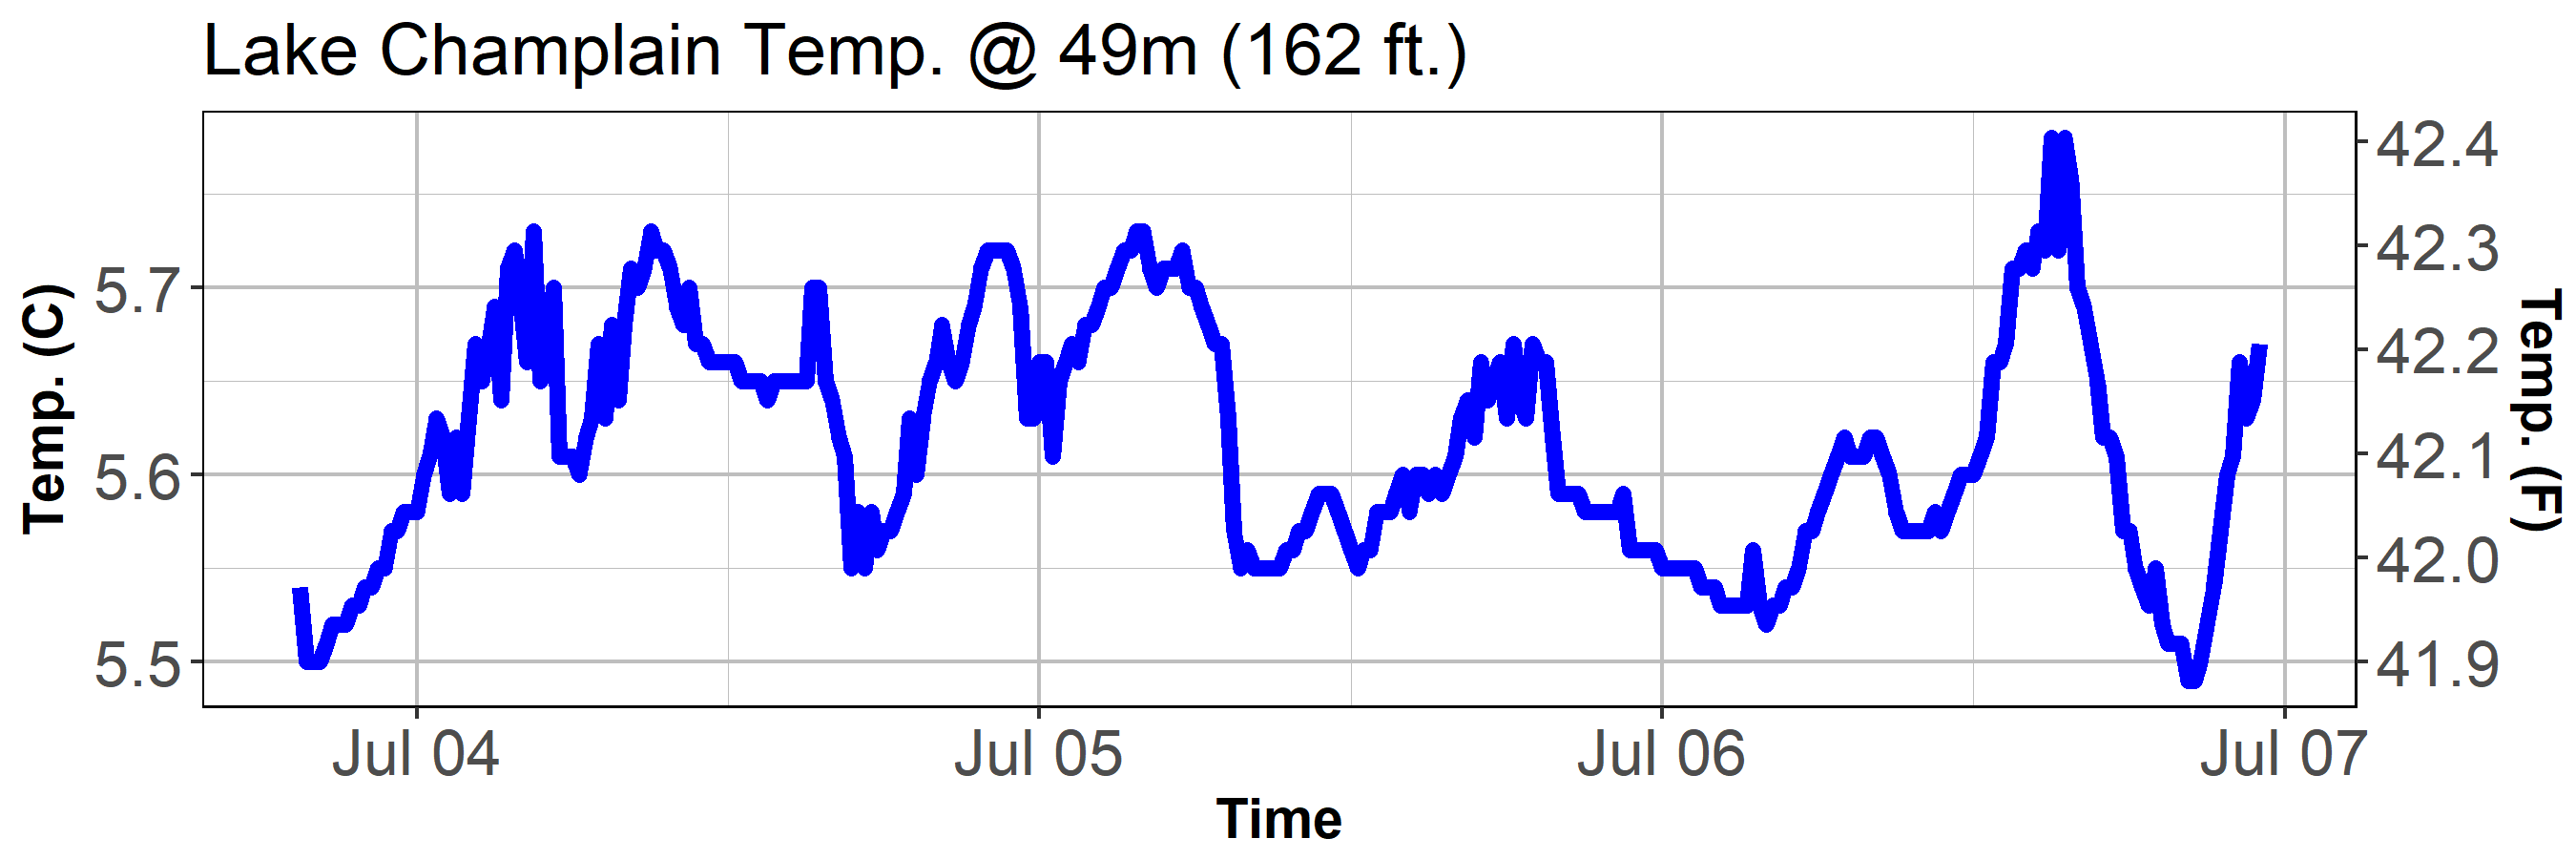 Lake Champlain Temp. @ 49m (162 ft.)
Temp. (C)
5.7
5.6
5.5
42.4
42.3
42.2
42.1
42.0
41.9
Temp. (F)
Jul 04
Jul 05
Jul 06
Jul 07
Time